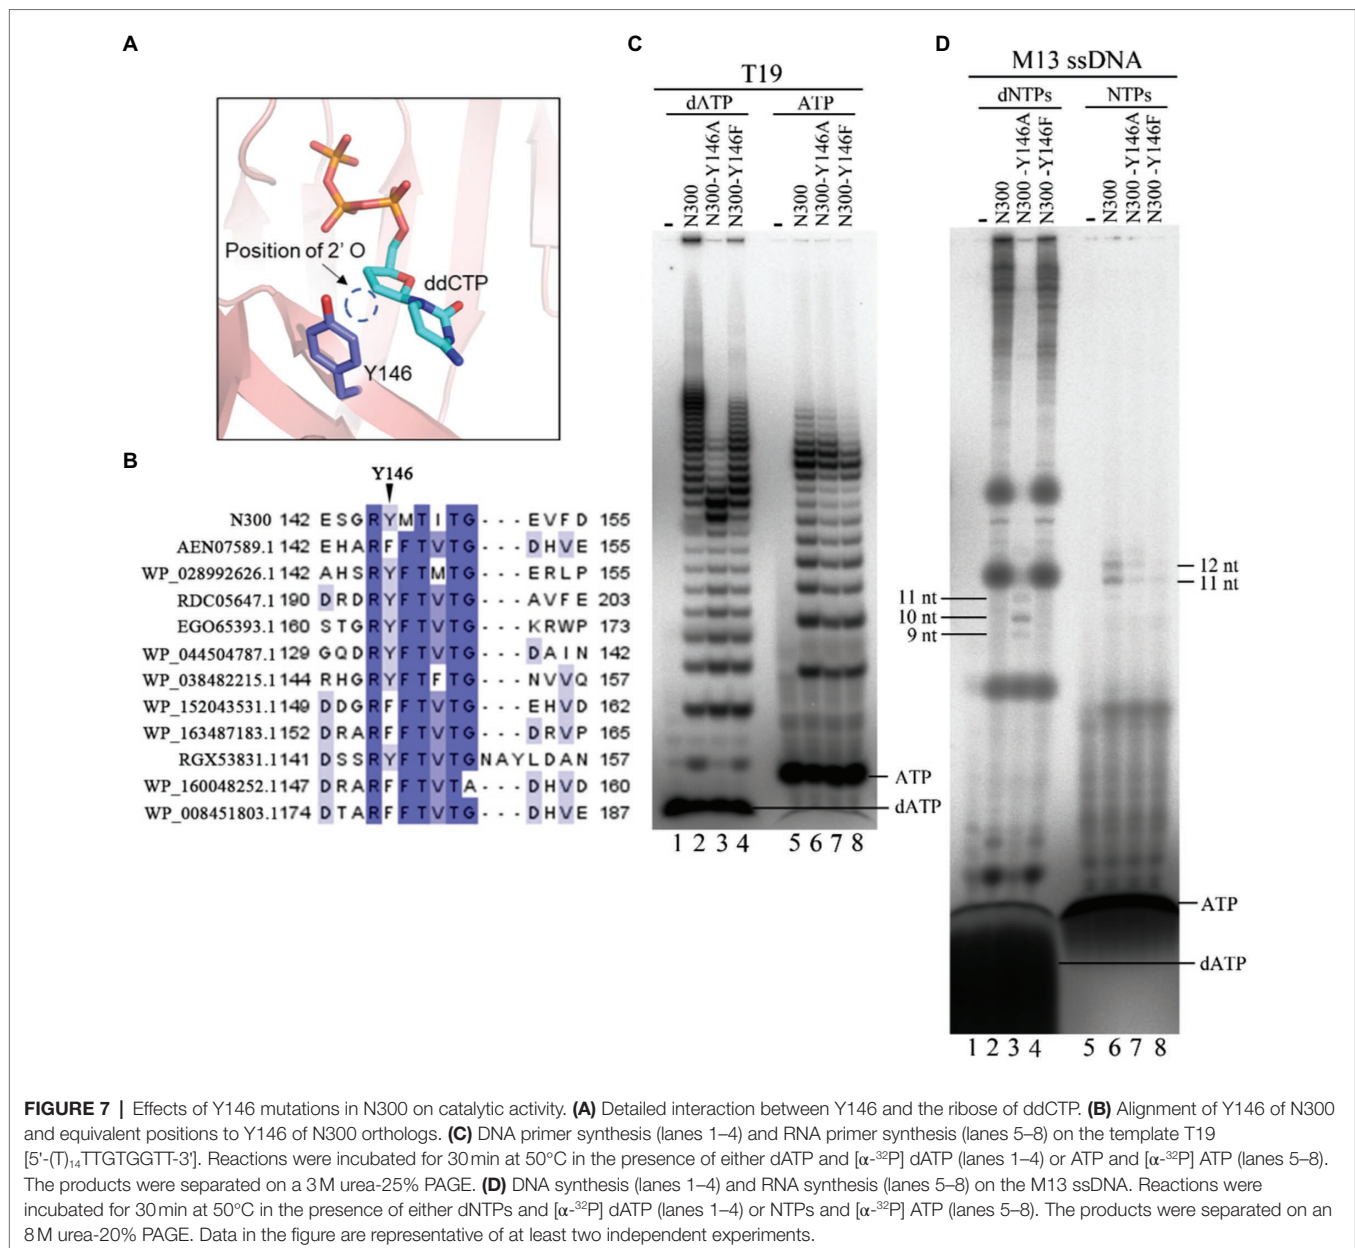 A
Position of 2' O
ddCTP
Y146
B
Y146
N300 142 E S G R Y M T I T G - - - E V F D 155
AEN07589.1 142 E H A R F F T V T G - - - D H V E 155
WP_028992626.1 142 A H S R Y F T M T G - - - E R L P 155
RDC05647.1 190 D R D R Y F T V T G - - - A V F E 203
EGO65393.1 160 S T G R Y F T V T G - - - K R W P 173
WP_044504787.1 129 G Q D R Y F T V T G - - - D A I N 142
WP_038482215.1 144 R H G R Y F T F T G - - - N V V Q 157
WP_152043531.1 149 D D G R F F T V T G - - - E H V D 162
WP_163487183.1 152 D R A R F F T V T G - - - D R V P 165
RGX53831.1 141 D S S R Y F T V T G N A Y L D A N 157
WP_160048252.1 147 D R A R F F T V T A - - - D H V D 160
WP_008451803.1 174 D T A R F F T V T G - - - D H V E 187
C
T19
dATP ATP
- N300 N300-Y146A N300-Y146F - N300 N300-Y146A N300-Y146F
ATP
dATP
1 2 3 4 5 6 7 8
D
M13 ssDNA
dNTPs NTPs
- N300 N300 -Y146A N300 -Y146F - N300 N300 -Y146A N300 -Y146F
12 nt
11 nt
11 nt
10 nt
9 nt
ATP
dATP
1 2 3 4 5 6 7 8
FIGURE 7 | Effects of Y146 mutations in N300 on catalytic activity. (A) Detailed interaction between Y146 and the ribose of ddCTP. (B) Alignment of Y146 of N300
and equivalent positions to Y146 of N300 orthologs. (C) DNA primer synthesis (lanes 1–4) and RNA primer synthesis (lanes 5–8) on the template T19
[5'-(T)₁₄TTGTGGTT-3']. Reactions were incubated for 30 min at 50°C in the presence of either dATP and [α-³²P] dATP (lanes 1–4) or ATP and [α-³²P] ATP (lanes 5–8).
The products were separated on a 3 M urea-25% PAGE. (D) DNA synthesis (lanes 1–4) and RNA synthesis (lanes 5–8) on the M13 ssDNA. Reactions were
incubated for 30 min at 50°C in the presence of either dNTPs and [α-³²P] dATP (lanes 1–4) or NTPs and [α-³²P] ATP (lanes 5–8). The products were separated on an
8 M urea-20% PAGE. Data in the figure are representative of at least two independent experiments.